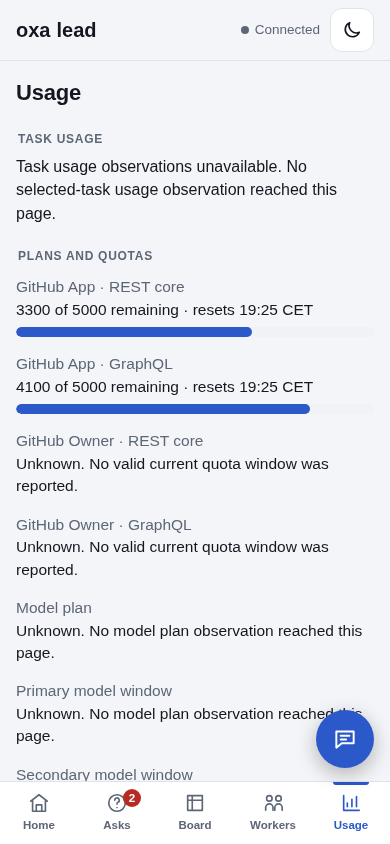 oxa lead
Connected
Usage
TASK USAGE
Task usage observations unavailable. No
selected-task usage observation reached this
page.
PLANS AND QUOTAS
GitHub App · REST core
3300 of 5000 remaining · resets 19:25 CET
GitHub App · GraphQL
4100 of 5000 remaining · resets 19:25 CET
GitHub Owner · REST core
Unknown. No valid current quota window was
reported.
GitHub Owner · GraphQL
Unknown. No valid current quota window was
reported.
Model plan
Unknown. No model plan observation reached this
page.
Primary model window
Unknown. No model plan observation reached this
page.
Secondary model window
2
Home
Asks
Board
Workers
Usage